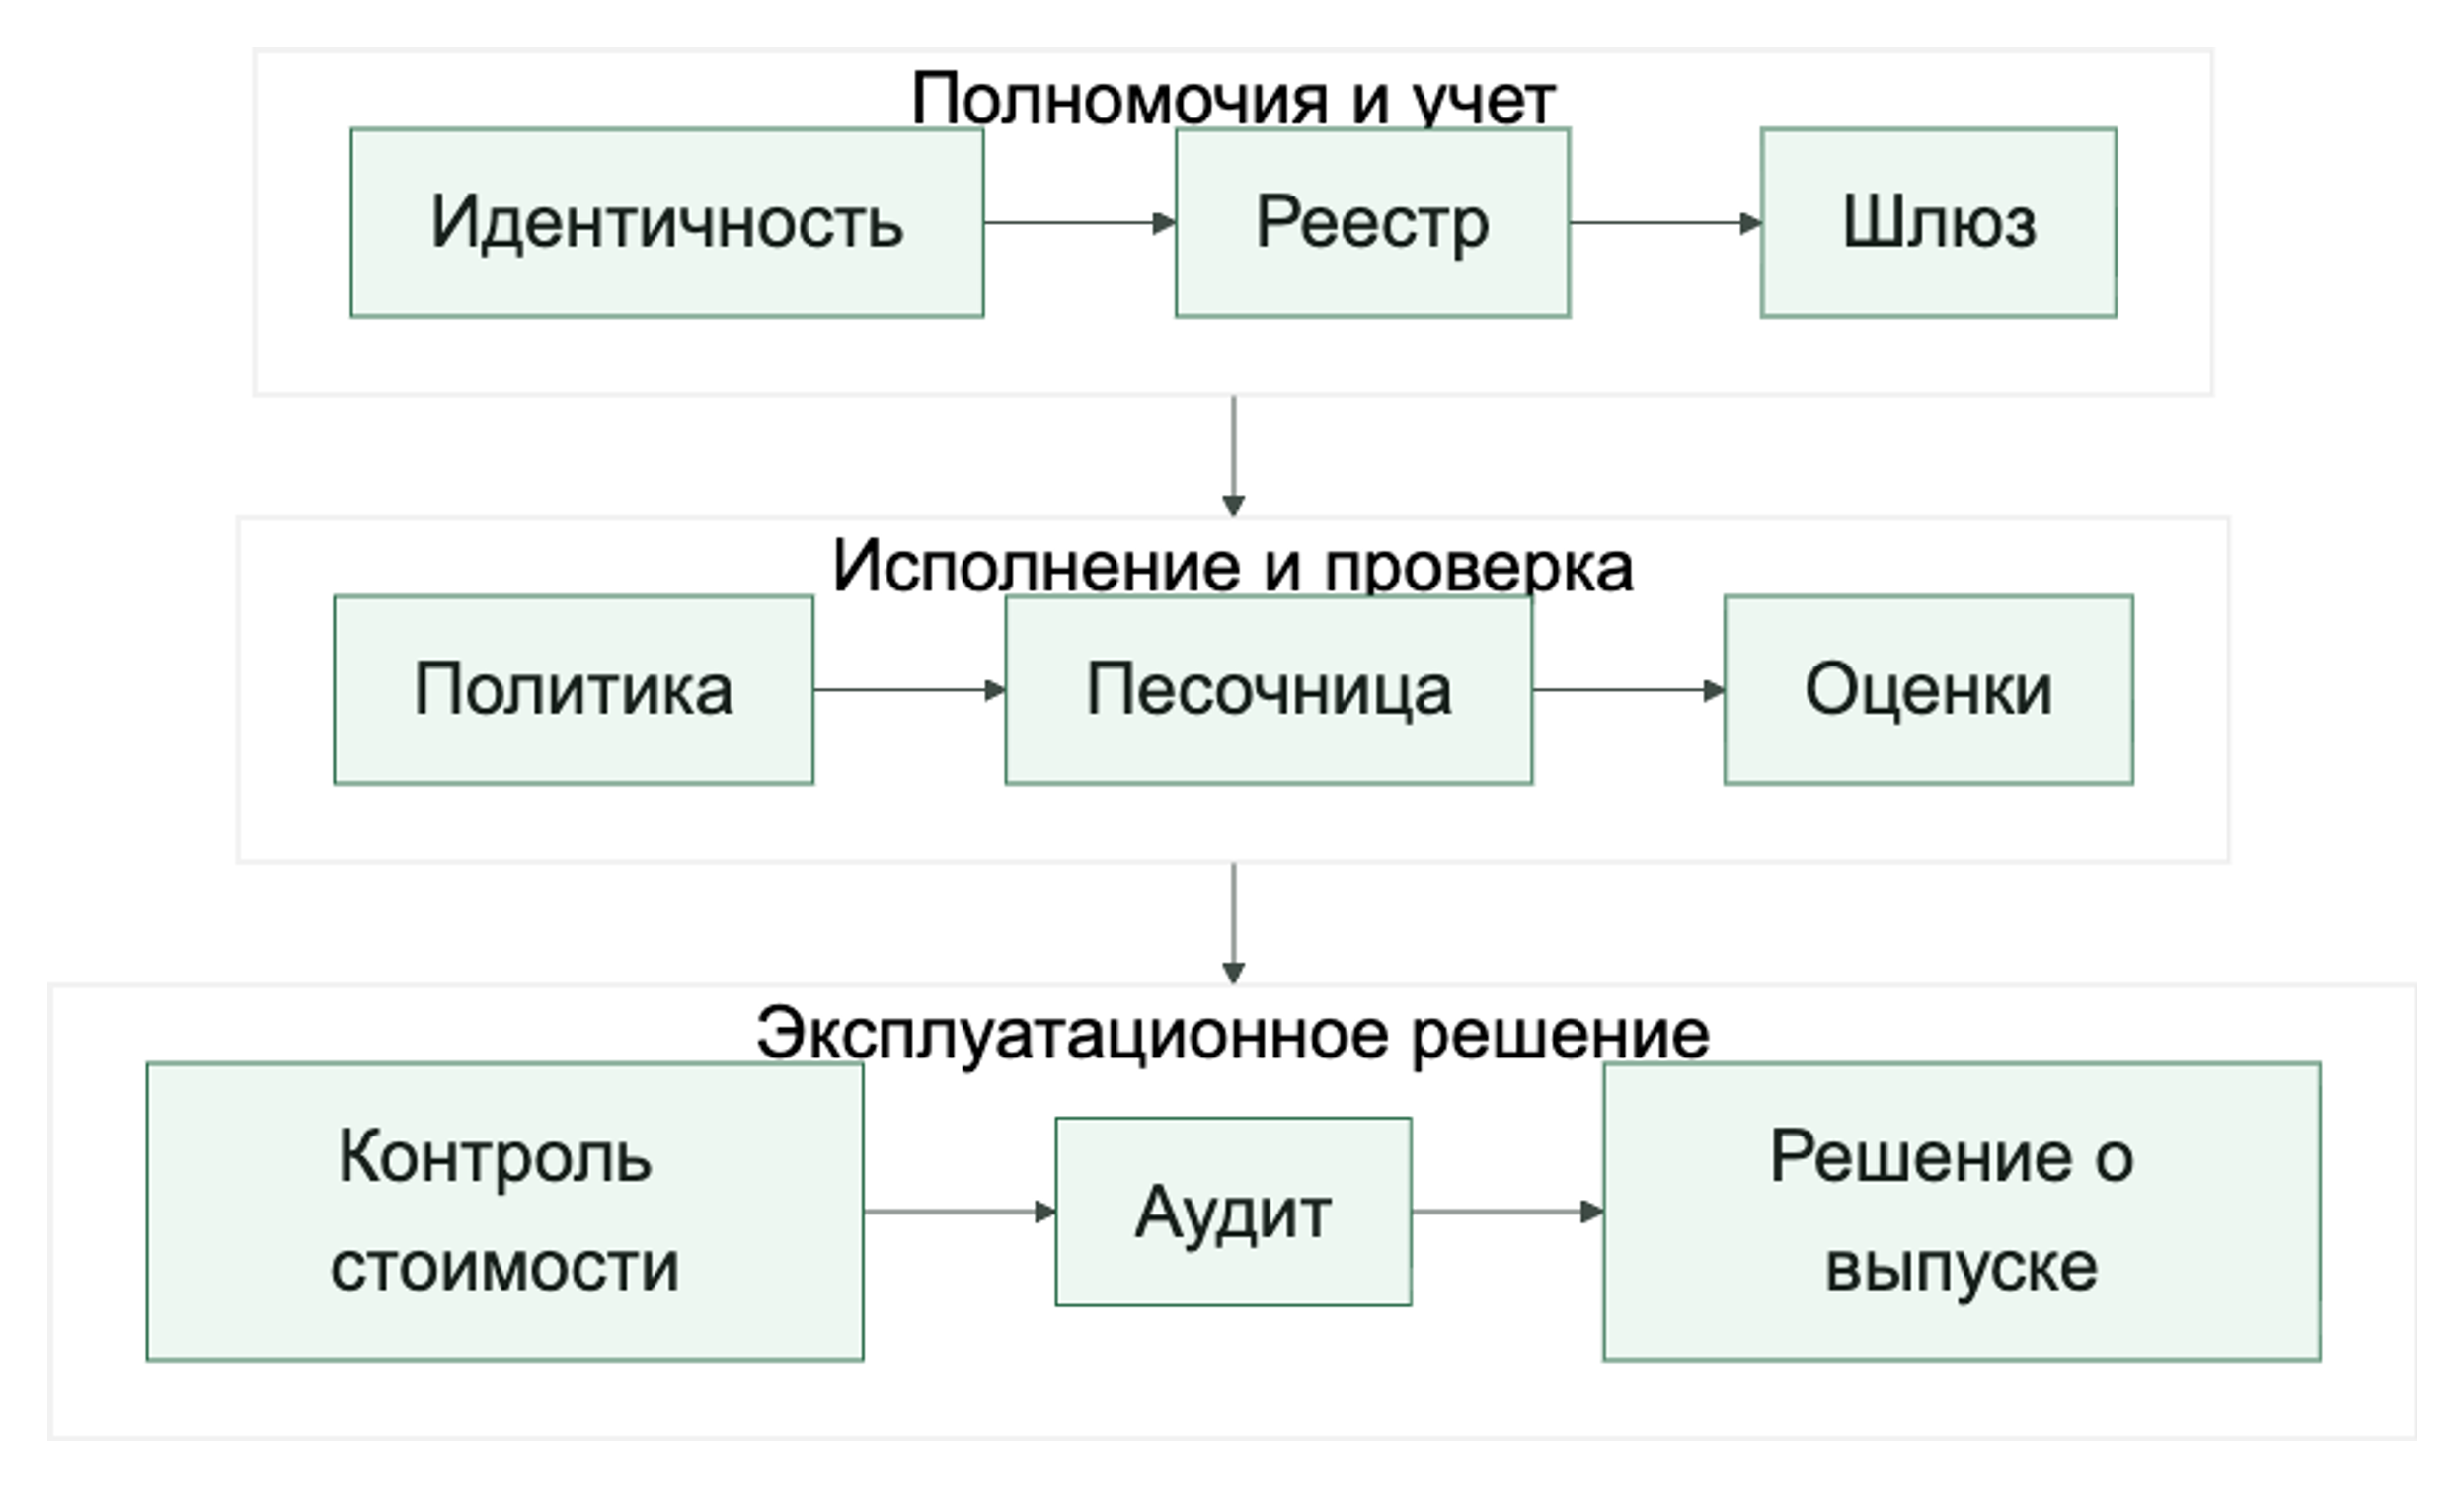 Полномочия и учет
Идентичность
Реестр
Шлюз
Исполнение и проверка
Политика
Песочница
Оценки
Эксплуатационное решение
Контроль
стоимости
Аудит
Решение о
выпуске